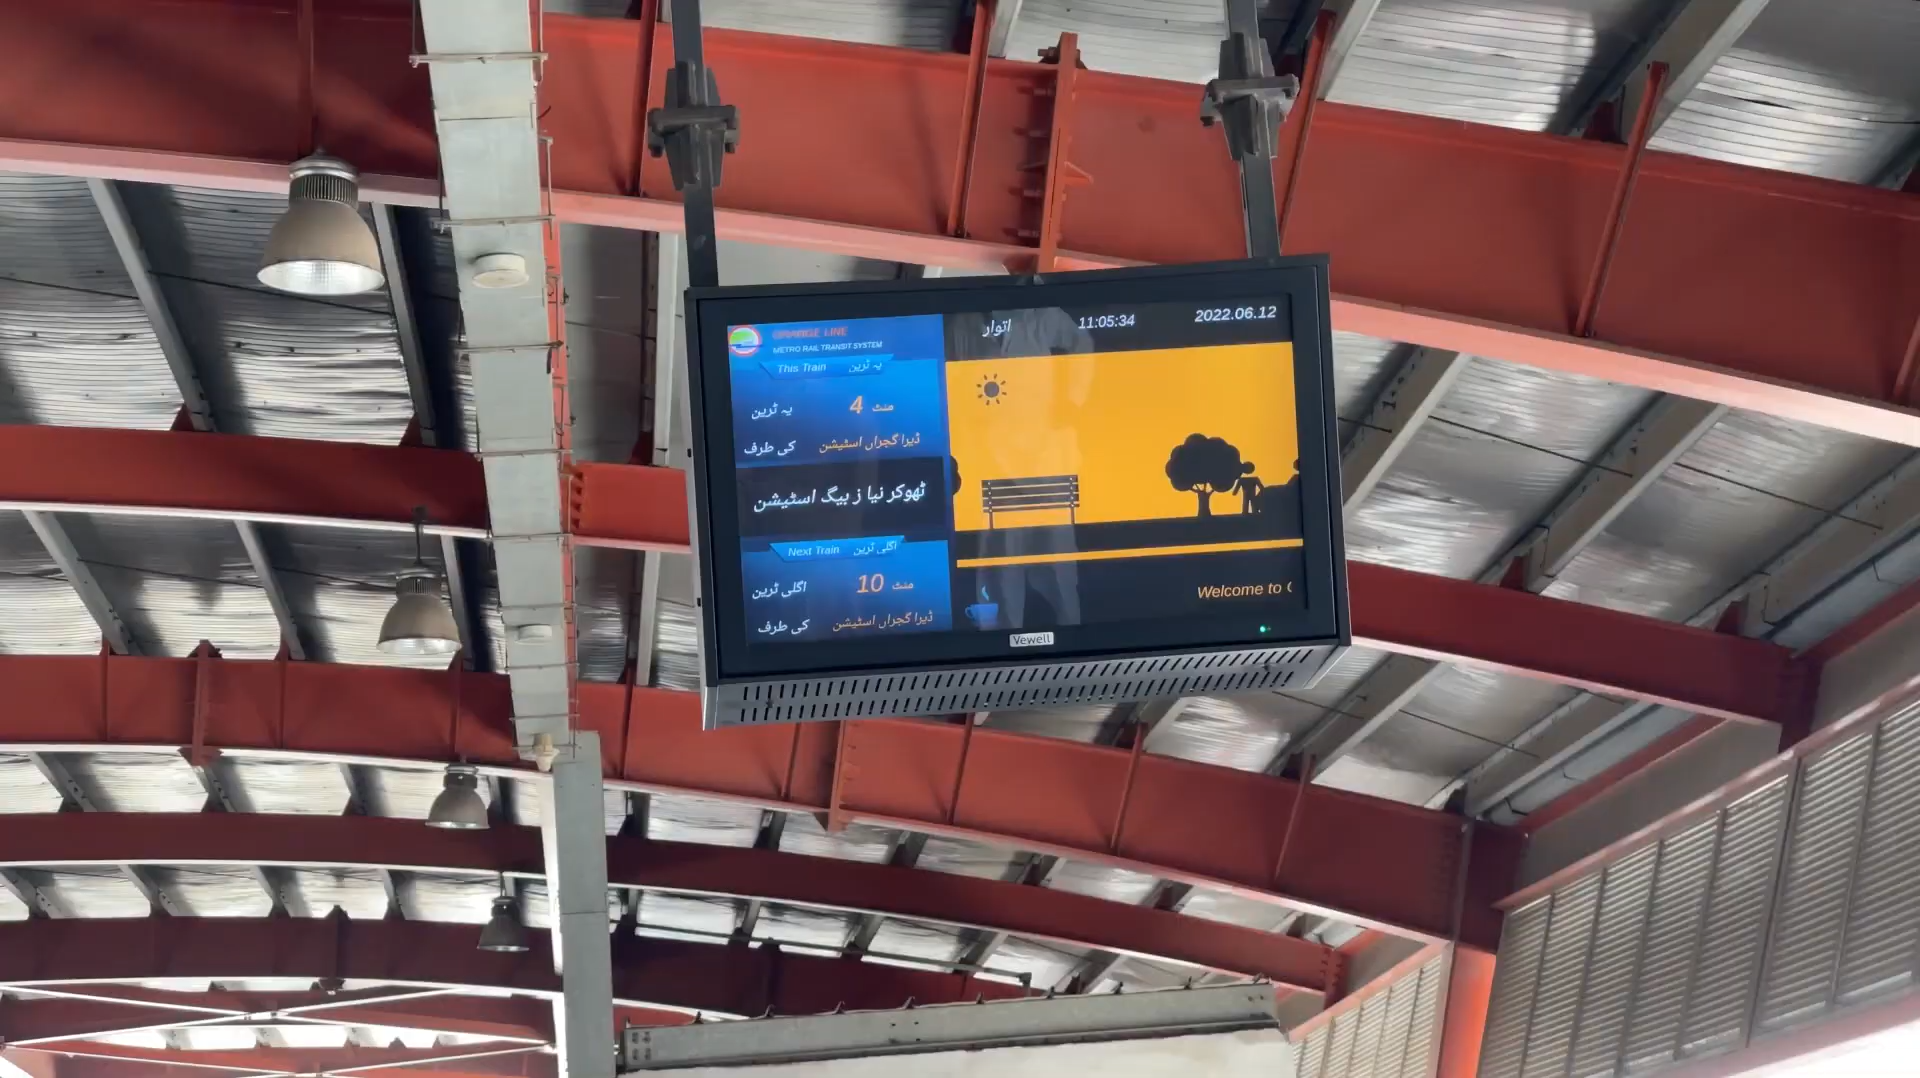 ORANGE LINE
METRO RAIL TRANSIT SYSTEM
This Train یہ ٹرین
یہ ٹرین 4 منٹ
ڈیرا گجراں اسٹیشن کی طرف
ٹھوکر نیا ز بیگ اسٹیشن
Next Train اگلی ٹرین
اگلی ٹرین 10 منٹ
ڈیرا گجراں اسٹیشن کی طرف
اتوار 11:05:34 2022.06.12
Welcome to
Vewell